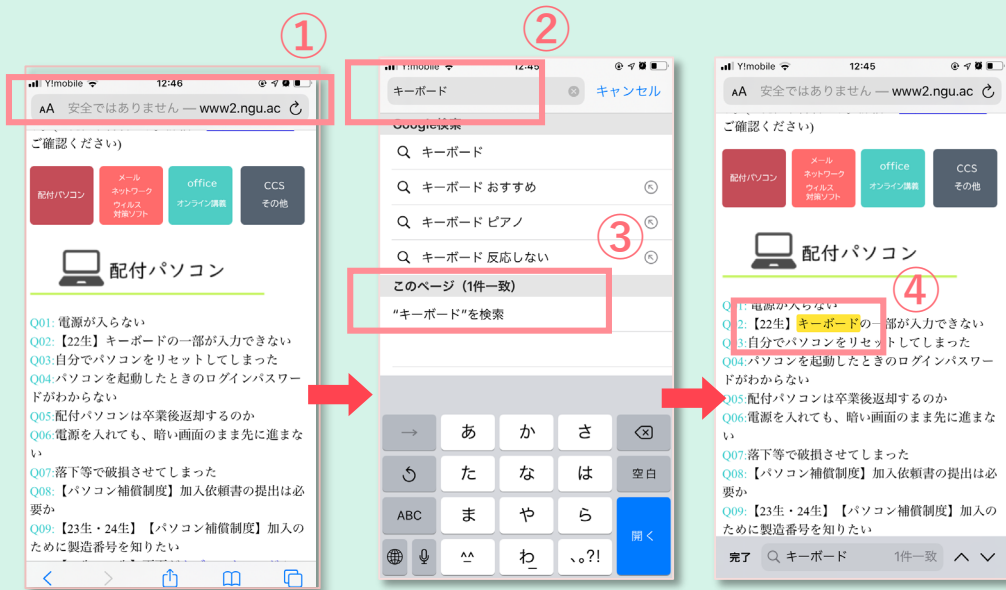 ①
Y!mobile 12:46
AA 安全ではありません — www2.ngu.ac
ご確認ください)
配付パソコン
メール
ネットワーク
ウィルス
対策ソフト
office
オンライン講義
CCS
その他
配付パソコン
Q01: 電源が入らない
Q02:【22生】キーボードの一部が入力できない
Q03:自分でパソコンをリセットしてしまった
Q04:パソコンを起動したときのログインパスワー
ドがわからない
Q05:配付パソコンは卒業後返却するのか
Q06:電源を入れても、暗い画面のまま先に進まな
い
Q07:落下等で破損させてしまった
Q08:【パソコン補償制度】加入依頼書の提出は必
要か
Q09:【23生・24生】【パソコン補償制度】加入の
ために製造番号を知りたい
②
Y!mobile 12:45
キーボード
キャンセル
Google検索
キーボード
キーボード おすすめ
キーボード ピアノ
キーボード 反応しない
③
このページ（1件一致）
“キーボード”を検索
→ あ か さ
た な は 空白
ABC ま や ら
^^ わ 、。?!
開く
Y!mobile 12:45
AA 安全ではありません — www2.ngu.ac
ご確認ください)
配付パソコン
メール
ネットワーク
ウィルス
対策ソフト
office
オンライン講義
CCS
その他
配付パソコン
④
Q01: 電源が入らない
Q02:【22生】キーボードの一部が入力できない
Q03:自分でパソコンをリセットしてしまった
Q04:パソコンを起動したときのログインパスワー
ドがわからない
Q05:配付パソコンは卒業後返却するのか
Q06:電源を入れても、暗い画面のまま先に進まな
い
Q07:落下等で破損させてしまった
Q08:【パソコン補償制度】加入依頼書の提出は必
要か
Q09:【23生・24生】【パソコン補償制度】加入の
ために製造番号を知りたい
完了 キーボード 1件一致